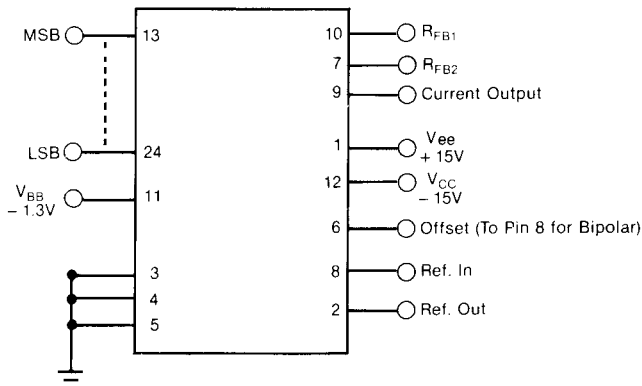 MSB 13
LSB 24
V_BB 11
− 1.3V
3
4
5
10 R_FB1
7 R_FB2
9 Current Output
1 Vee
+ 15V
12 V_CC
− 15V
6 Offset (To Pin 8 for Bipolar)
8 Ref. In
2 Ref. Out